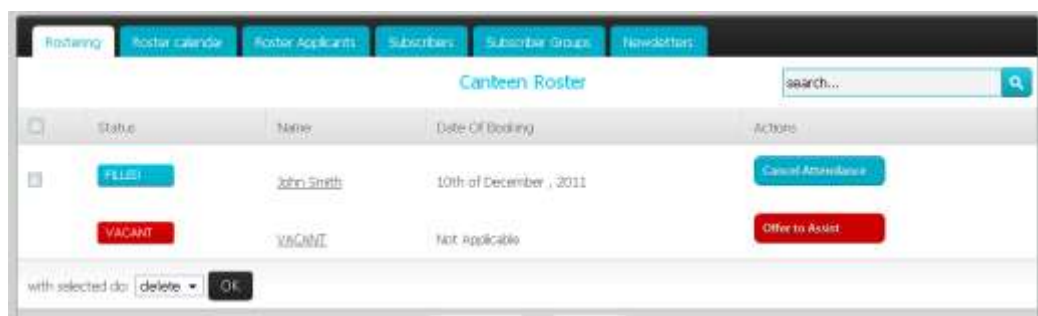 Rostering Roster calendar Roster Applicants Subscribers Subscriber Groups Newsletters
Canteen Roster search...
Status Name Date Of Booking Actions
FILLED John Smith 10th of December , 2011 Cancel Attendance
VACANT VACANT Not Applicable Offer to Assist
with selected do: delete OK